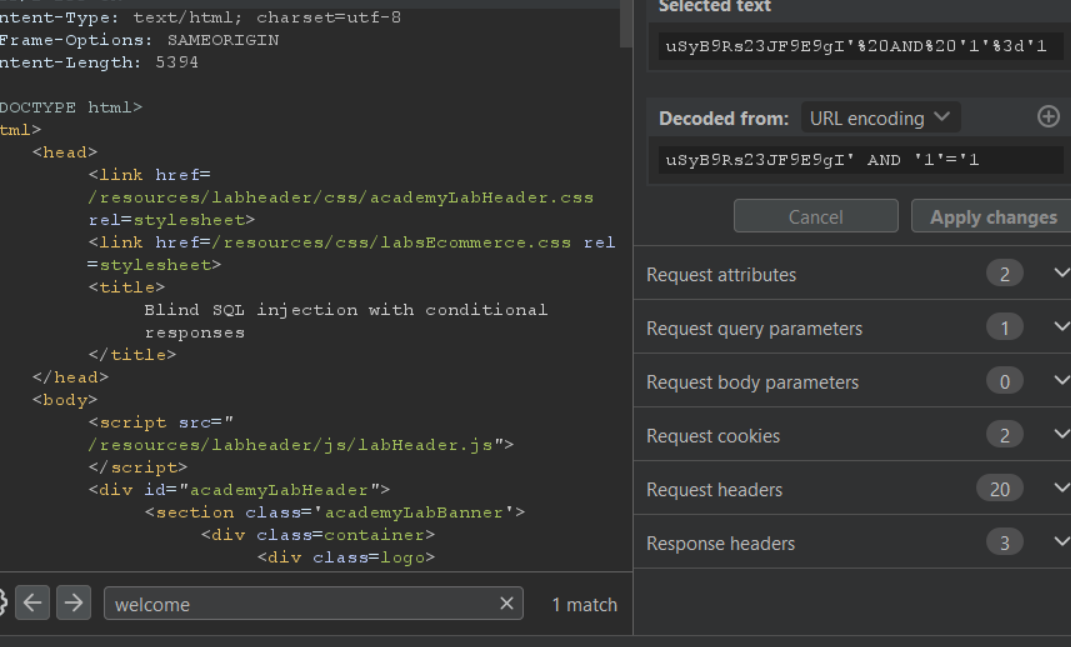 ntent-Type: text/html; charset=utf-8
Frame-Options: SAMEORIGIN
ntent-Length: 5394
DOCTYPE html>
tml>
<head>
<link href=
/resources/labheader/css/academyLabHeader.css
rel=stylesheet>
<link href=/resources/css/labsEcommerce.css rel
=stylesheet>
<title>
Blind SQL injection with conditional
responses
</title>
</head>
<body>
<script src="
/resources/labheader/js/labHeader.js">
</script>
<div id="academyLabHeader">
<section class='academyLabBanner'>
<div class=container>
<div class=logo>
welcome
1 match
Selected text
uSyB9Rs23JF9E9gI'%20AND%20'1'%3d'1
Decoded from: URL encoding
uSyB9Rs23JF9E9gI' AND '1'='1
Cancel Apply changes
Request attributes 2
Request query parameters 1
Request body parameters 0
Request cookies 2
Request headers 20
Response headers 3